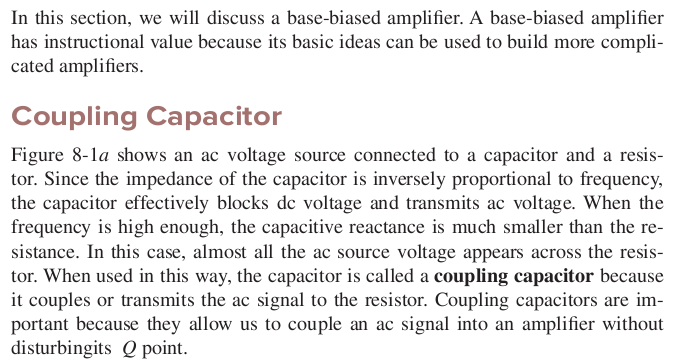 In this section, we will discuss a base-biased amplifier. A base-biased amplifier
has instructional value because its basic ideas can be used to build more compli-
cated amplifiers.
Coupling Capacitor
Figure 8-1a shows an ac voltage source connected to a capacitor and a resis-
tor. Since the impedance of the capacitor is inversely proportional to frequency,
the capacitor effectively blocks dc voltage and transmits ac voltage. When the
frequency is high enough, the capacitive reactance is much smaller than the re-
sistance. In this case, almost all the ac source voltage appears across the resis-
tor. When used in this way, the capacitor is called a coupling capacitor because
it couples or transmits the ac signal to the resistor. Coupling capacitors are im-
portant because they allow us to couple an ac signal into an amplifier without
disturbingits Q point.